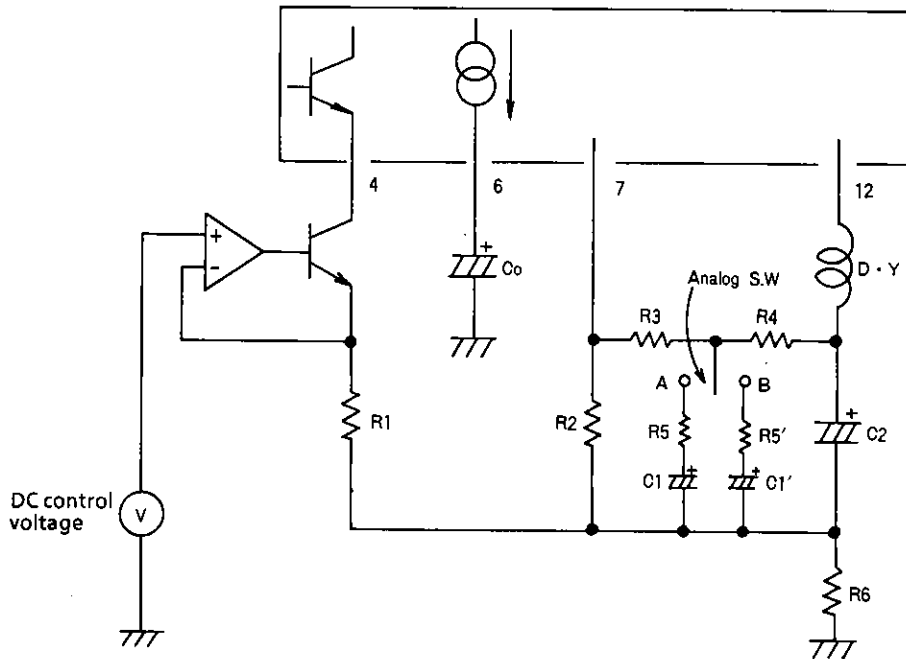 4
6
7
12
+
-
+
Co
Analog S.W
D・Y
R3
R4
A
B
R1
R2
R5
R5′
+
C2
C1
+
+
C1′
DC control
voltage
V
R6